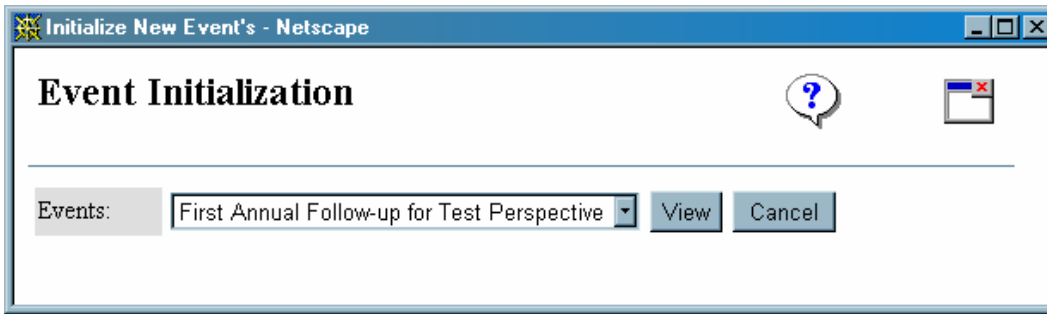 Initialize New Event's - Netscape
Event Initialization
?
Events: First Annual Follow-up for Test Perspective View Cancel